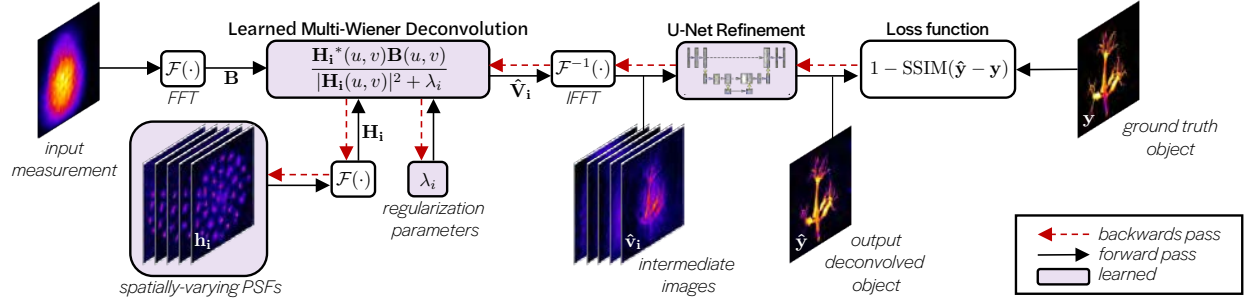 Learned Multi-Wiener Deconvolution
U-Net Refinement
Loss function
F(·)
B
FFT
H_i*(u, v)B(u, v)
|H_i(u, v)|² + λ_i
V̂_i
F⁻¹(·)
IFFT
1 − SSIM(ŷ − y)
y
ground truth
object
input
measurement
H_i
F(·)
λ_i
regularization
parameters
h_i
spatially-varying PSFs
v̂_i
intermediate
images
ŷ
output
deconvolved
object
backwards pass
forward pass
learned